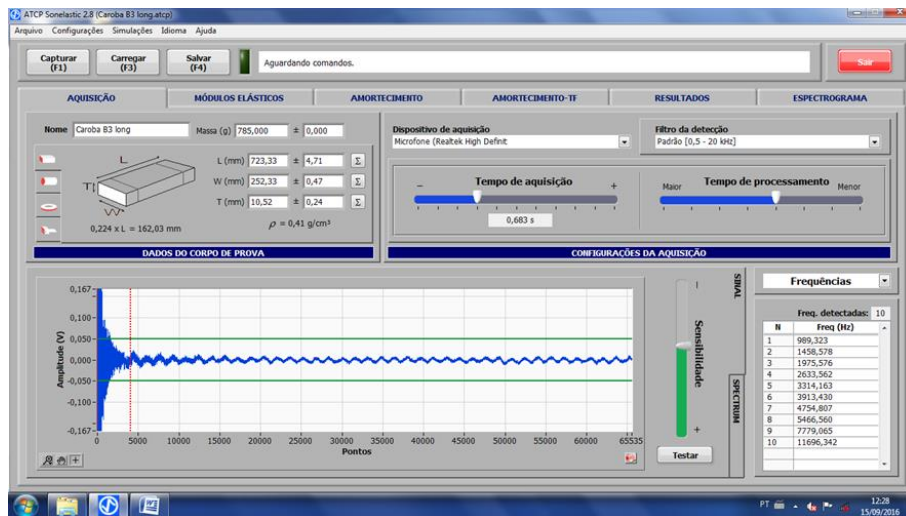 ATCP Sonelastic 2.8 (Caroba B3 long.atcp)
Arquivo Configurações Simulações Idioma Ajuda
Capturar (F1) Carregar (F3) Salvar (F4) Aguardando comandos. Sair
AQUISIÇÃO MÓDULOS ELÁSTICOS AMORTECIMENTO AMORTECIMENTO-TF RESULTADOS ESPECTROGRAMA
Nome Caroba B3 long Massa (g) 785,000 ± 0,000
L
T
W
L (mm) 723,33 ± 4,71 Σ
W (mm) 252,33 ± 0,47 Σ
T (mm) 10,52 ± 0,24 Σ
0,224 x L = 162,03 mm
ρ = 0,41 g/cm³
DADOS DO CORPO DE PROVA
Dispositivo de aquisição
Microfone (Realtek High Definit
Filtro da detecção
Padrão [0,5 - 20 kHz]
− Tempo de aquisição +
0,683 s
Maior Tempo de processamento Menor
CONFIGURAÇÕES DA AQUISIÇÃO
Amplitude (V)
0,167
0,100
0,050
0,000
-0,050
-0,100
-0,167
0 5000 10000 15000 20000 25000 30000 35000 40000 45000 50000 55000 60000 65535
Pontos
Sensibilidade
+
Testar
SINAL
SPECTRUM
Frequências
Freq. detectadas: 10
N Freq (Hz)
1 989,323
2 1458,578
3 1975,576
4 2633,562
5 3314,163
6 3913,430
7 4754,807
8 5466,560
9 7779,065
10 11696,342
PT 12:28
15/09/2016